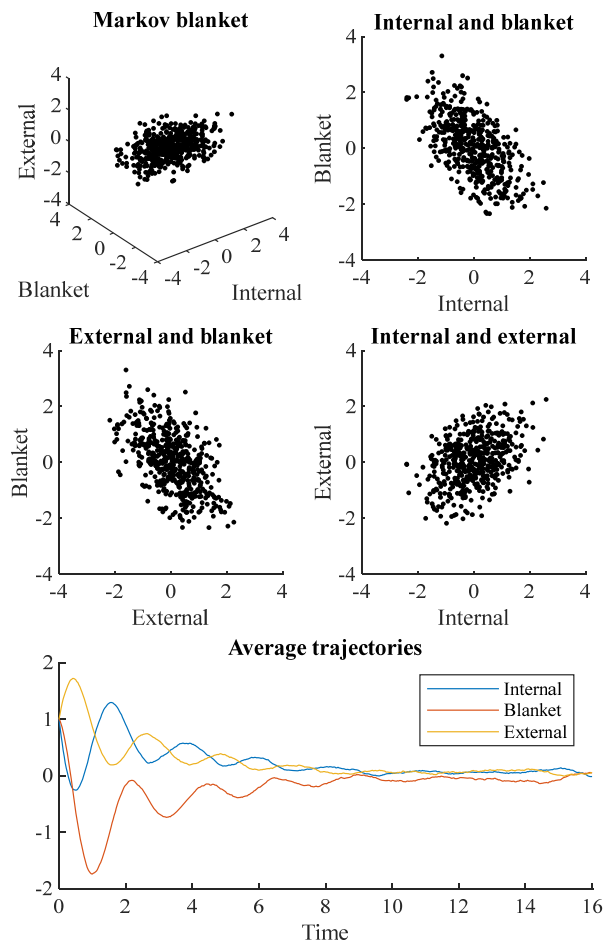 Markov blanket
4
2
0
-2
-4
External
4
2
0
-2
-4
Blanket
-4
-2
0
2
4
Internal
Internal and blanket
4
2
0
-2
-4
Blanket
-4 -2 0 2 4
Internal
External and blanket
4
2
0
-2
-4
Blanket
-4 -2 0 2 4
External
Internal and external
4
2
0
-2
-4
External
-4 -2 0 2 4
Internal
Average trajectories
2
1
0
-1
-2
Internal
Blanket
External
0 2 4 6 8 10 12 14 16
Time